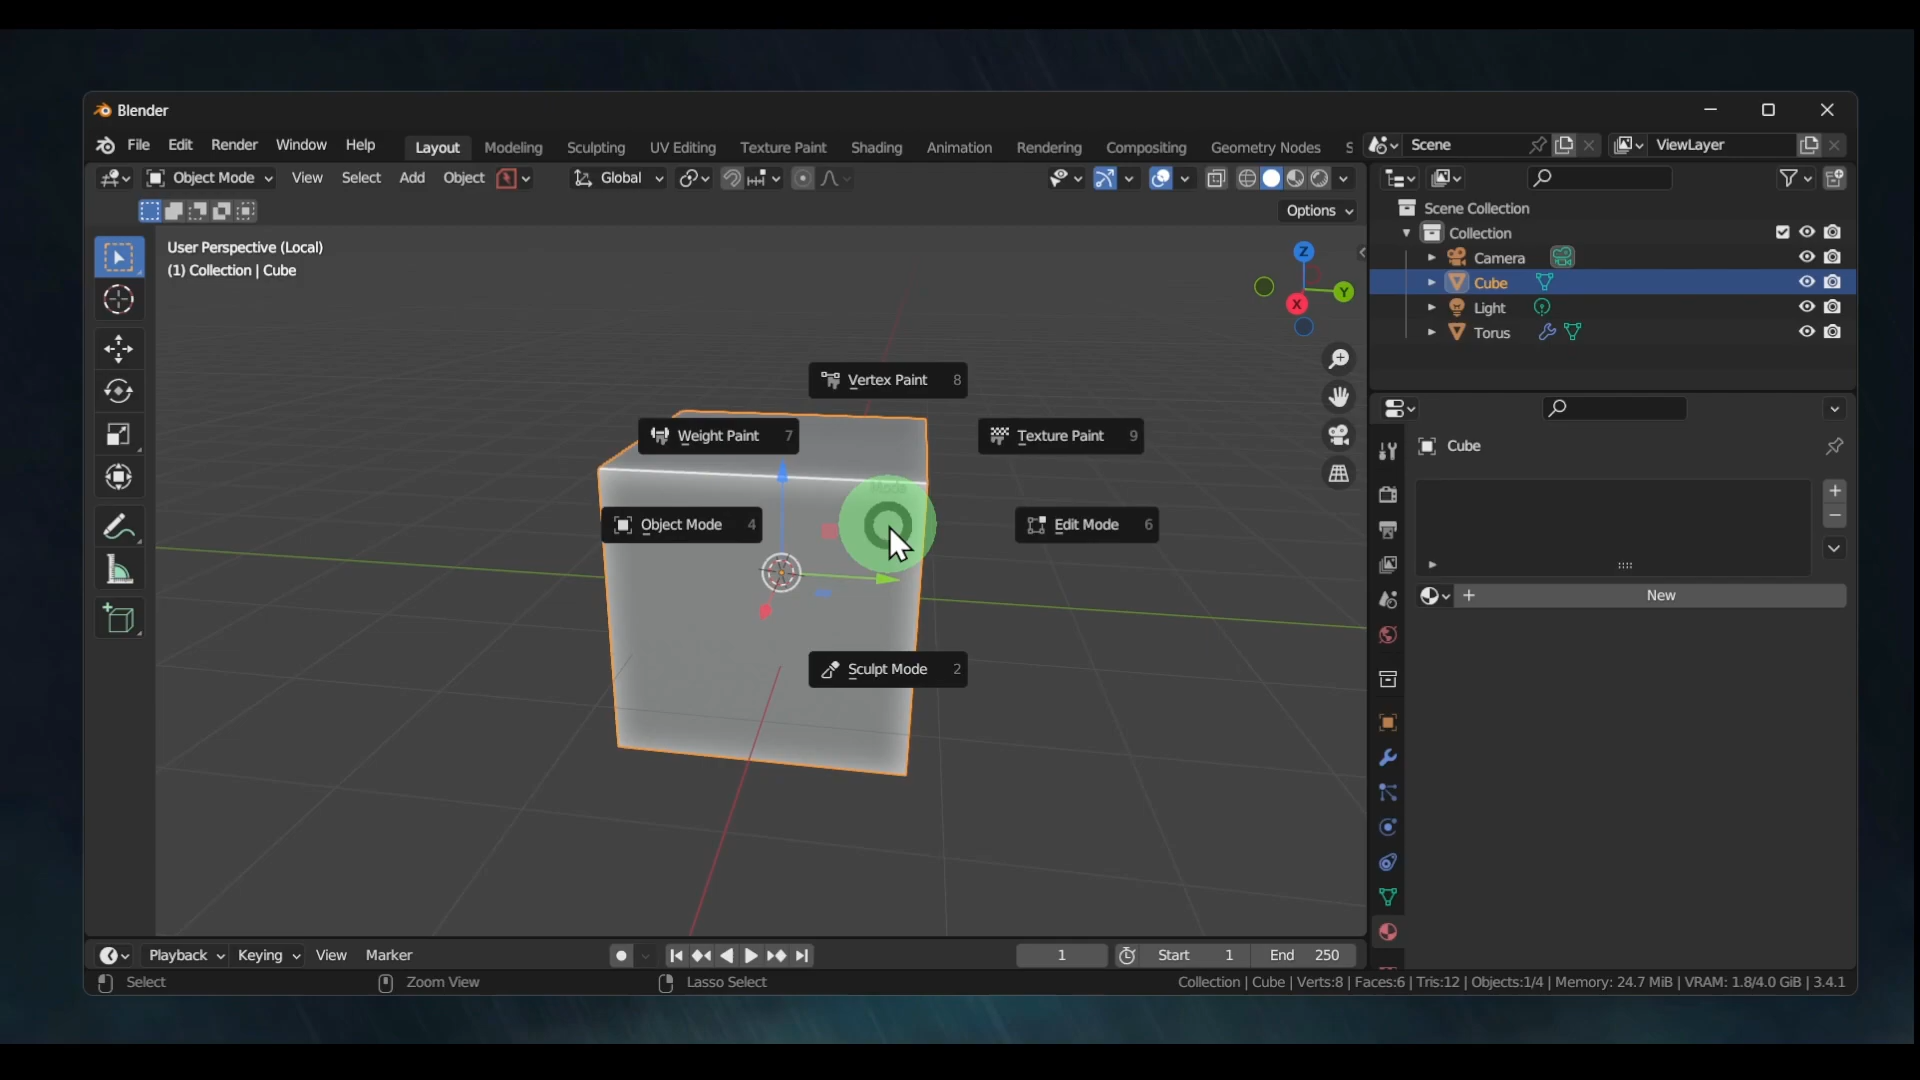 Blender
File Edit Render Window Help Layout Modeling Sculpting UV Editing Texture Paint Shading Animation Rendering Compositing Geometry Nodes S Scene ViewLayer
Object Mode View Select Add Object Global
Options
User Perspective (Local)
(1) Collection | Cube
Z
Y
X
Vertex Paint 8
Weight Paint 7
Texture Paint 9
Object Mode 4
Edit Mode 6
Sculpt Mode 2
Scene Collection
Collection
Camera
Cube
Light
Torus
Cube
New
Playback Keying View Marker 1 Start 1 End 250
Select Zoom View Lasso Select Collection | Cube | Verts:8 | Faces:6 | Tris:12 | Objects:1/4 | Memory: 24.7 MiB | VRAM: 1.8/4.0 GiB | 3.4.1